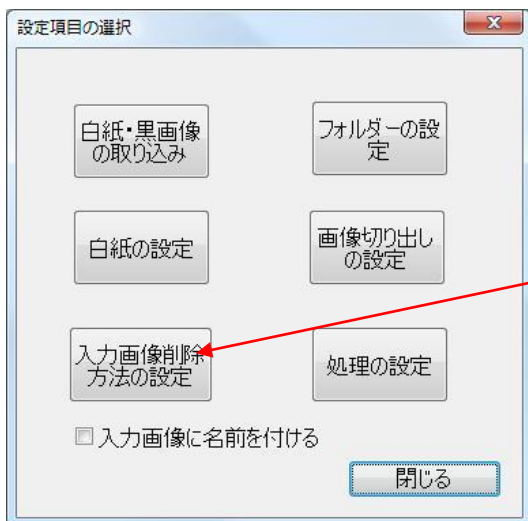 設定項目の選択
白紙・黒画像
の取り込み
フォルダーの設
定
白紙の設定
画像切り出し
の設定
入力画像削除
方法の設定
処理の設定
入力画像に名前を付ける
閉じる